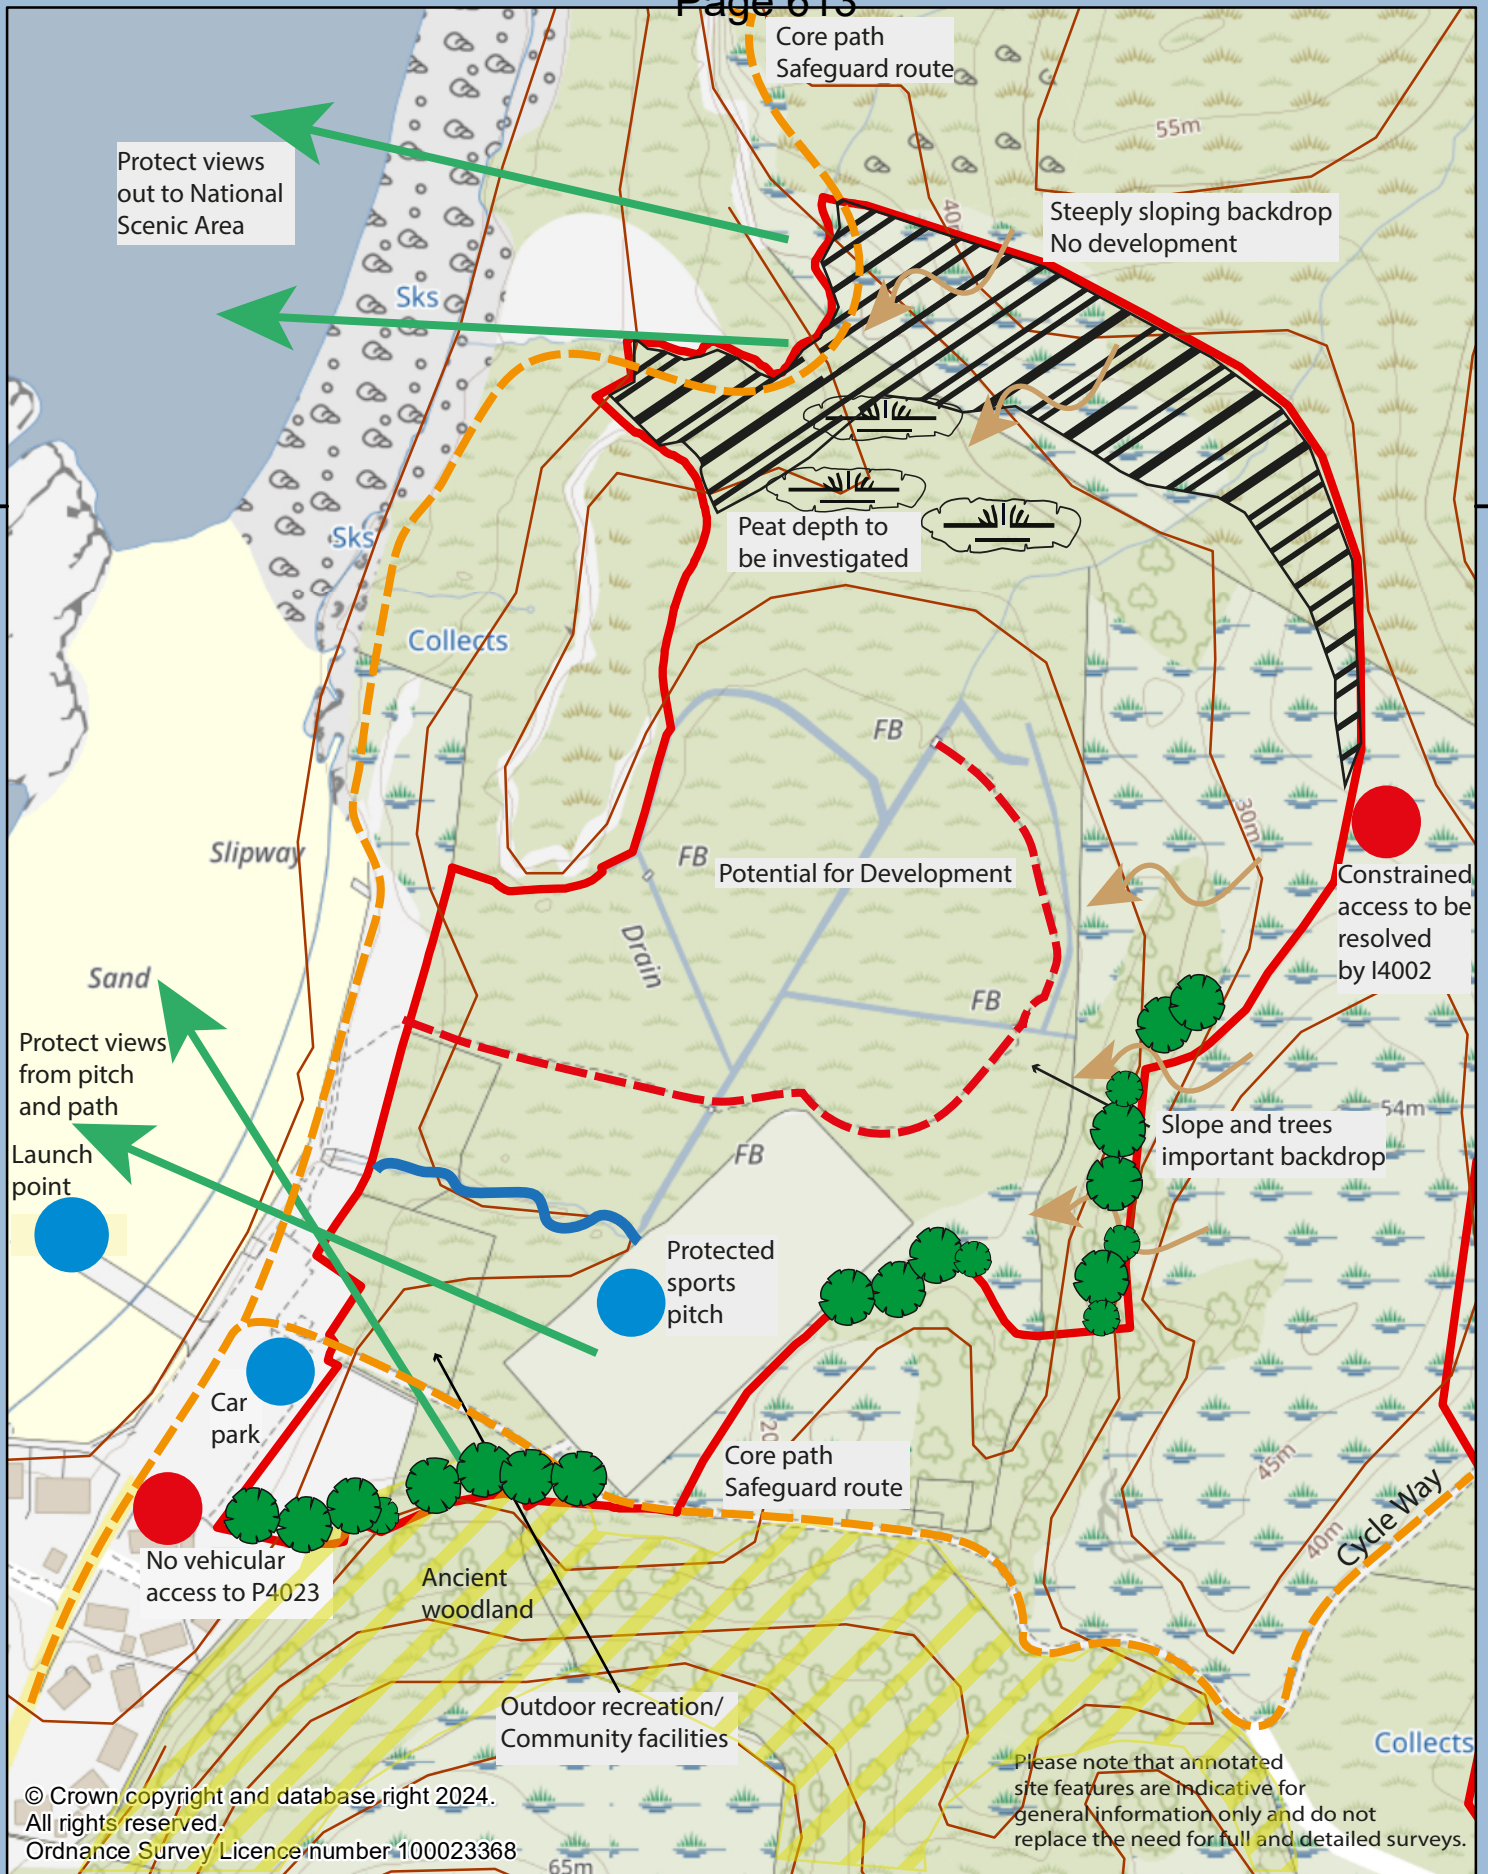 Page 613
Core path
Safeguard route
55m
Protect views
out to National
Scenic Area
Steeply sloping backdrop
No development
Sks
Sks
Peat depth to
be investigated
Collects
FB
30m
Slipway
FB
Potential for Development
Constrained
access to be
resolved
by I4002
Drain
Sand
FB
Protect views
from pitch
and path
54m
Slope and trees
important backdrop
Launch
point
FB
Protected
sports
pitch
Car
park
Core path
Safeguard route
45m
Cycle Way
40m
No vehicular
access to P4023
Ancient
woodland
Outdoor recreation/
Community facilities
Collects
Please note that annotated
site features are indicative for
general information only and do not
replace the need for full and detailed surveys.
© Crown copyright and database right 2024.
All rights reserved.
Ordnance Survey Licence number 100023368
65m